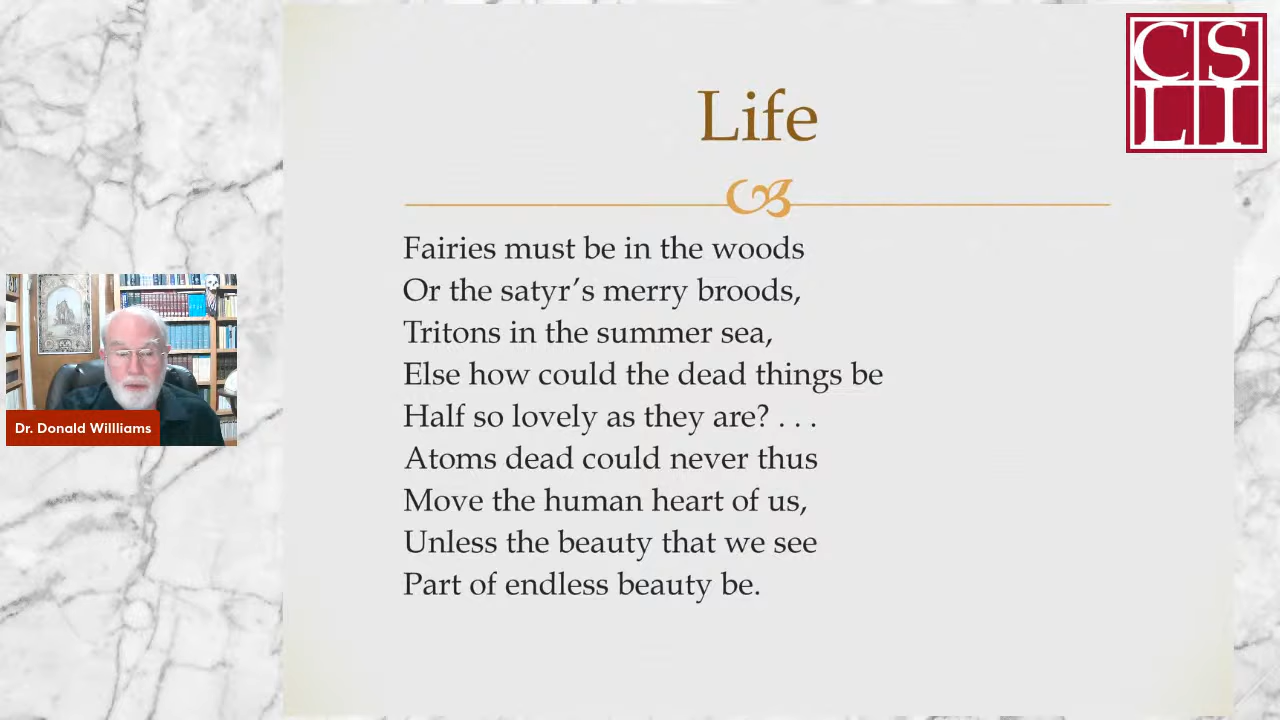 CS
LI
Life
Fairies must be in the woods
Or the satyr’s merry broods,
Tritons in the summer sea,
Else how could the dead things be
Half so lovely as they are? . . .
Atoms dead could never thus
Move the human heart of us,
Unless the beauty that we see
Part of endless beauty be.
Dr. Donald Willliams